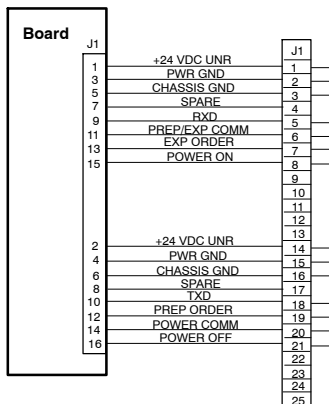 Board
J1
J1
1 +24 VDC UNR 1
3 PWR GND 2
5 CHASSIS GND 3
7 SPARE 4
9 RXD 5
11 PREP/EXP COMM 6
13 EXP ORDER 7
15 POWER ON 8
9
10
11
12
13
2 +24 VDC UNR 14
4 PWR GND 15
6 CHASSIS GND 16
8 SPARE 17
10 TXD 18
12 PREP ORDER 19
14 POWER COMM 20
16 POWER OFF 21
22
23
24
25